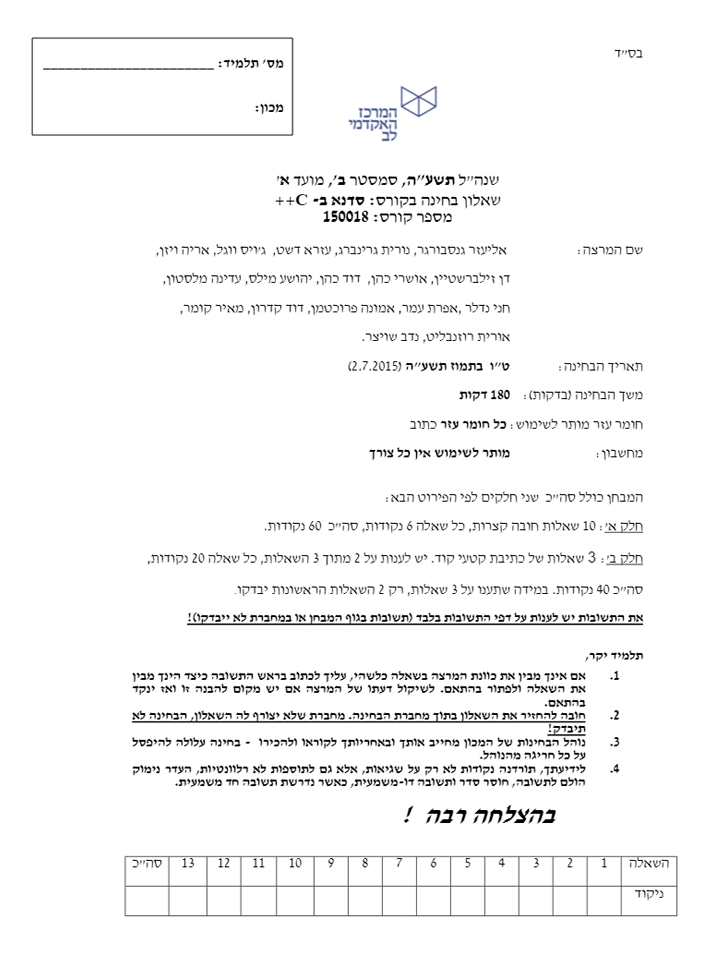 בס״ד
מס׳ תלמיד: _______________________
מכון:
המרכז
האקדמי
לב
שנה״ל תשע״ה, סמסטר ב׳, מועד א׳
שאלון בחינה בקורס: סדנא ב- C++
מספר קורס: 150018
שם המרצה: אליעזר גנסבורגר, נורית גרינברג, עזרא דשט, ג׳ויס ווגל, אריה ויזן,
דן זילברשטיין, אושרי כהן, דוד כהן, יהושע מילס, עדינה מלסטון,
חני נדלר, אפרת עמר, אמונה פרוכטמן, דוד קדרון, מאיר קומר,
אורית רוזנבליט, נדב שויצר.
תאריך הבחינה: ט״ו בתמוז תשע״ה (2.7.2015)
משך הבחינה (בדקות): 180 דקות
חומר עזר מותר לשימוש: כל חומר עזר כתוב
מחשבון: מותר לשימוש אין כל צורך
המבחן כולל סה״כ שני חלקים לפי הפירוט הבא:
חלק א׳: 10 שאלות חובה קצרות, כל שאלה 6 נקודות, סה״כ 60 נקודות.
חלק ב׳: 3 שאלות של כתיבת קטעי קוד. יש לענות על 2 מתוך 3 השאלות, כל שאלה 20 נקודות,
סה״כ 40 נקודות. במידה שתענו על 3 שאלות, רק 2 השאלות הראשונות יבדקו.
את התשובות יש לענות על דפי התשובות בלבד (תשובות בגוף המבחן או במחברת לא ייבדקו)!
תלמיד יקר,
1. אם אינך מבין את כוונת המרצה בשאלה כלשהי, עליך לכתוב בראש התשובה כיצד הינך מבין
את השאלה ולפתור בהתאם. לשיקול דעתו של המרצה אם יש מקום להבנה זו ואז ינקד
בהתאם.
2. חובה להחזיר את השאלון בתוך מחברת הבחינה. מחברת שלא יצורף לה השאלון, הבחינה לא
תיבדק!
3. נוהל הבחינות של המכון מחייב אותך ובאחריותך לקוראו ולהכירו - בחינה עלולה להיפסל
על כל חריגה מהנוהל.
4. לידיעתך, תורדנה נקודות לא רק על שגיאות, אלא גם לתוספות לא רלוונטיות, העדר נימוק
הולם לתשובה, חוסר סדר ותשובה דו-משמעית, כאשר נדרשת תשובה חד משמעית.
בהצלחה רבה !
השאלה 1 2 3 4 5 6 7 8 9 10 11 12 13 סה״כ
ניקוד